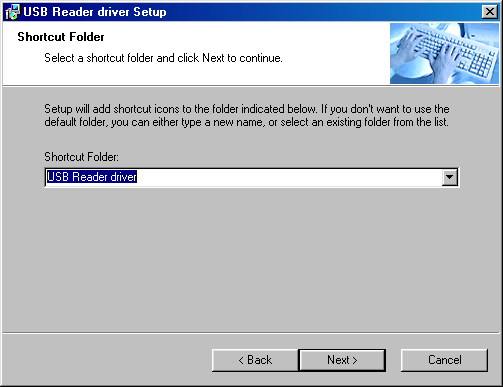 USB Reader driver Setup
Shortcut Folder
Select a shortcut folder and click Next to continue.
Setup will add shortcut icons to the folder indicated below. If you don't want to use the
default folder, you can either type a new name, or select an existing folder from the list.
Shortcut Folder:
USB Reader driver
< Back
Next >
Cancel